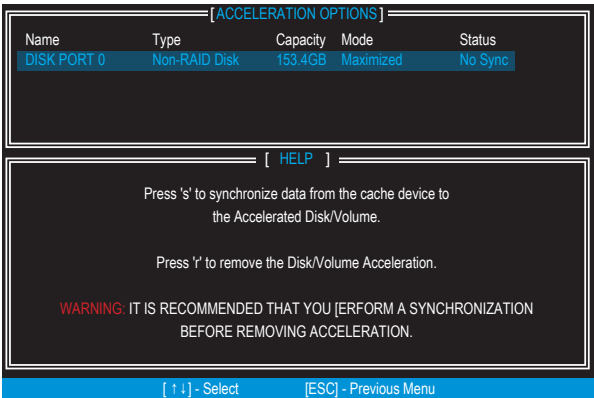 [ACCELERATION OPTIONS]
Name Type Capacity Mode Status
DISK PORT 0 Non-RAID Disk 153.4GB Maximized No Sync
[ HELP ]
Press 's' to synchronize data from the cache device to
the Accelerated Disk/Volume.
Press 'r' to remove the Disk/Volume Acceleration.
WARNING: IT IS RECOMMENDED THAT YOU [ERFORM A SYNCHRONIZATION
BEFORE REMOVING ACCELERATION.
[ ↑↓] - Select [ESC] - Previous Menu